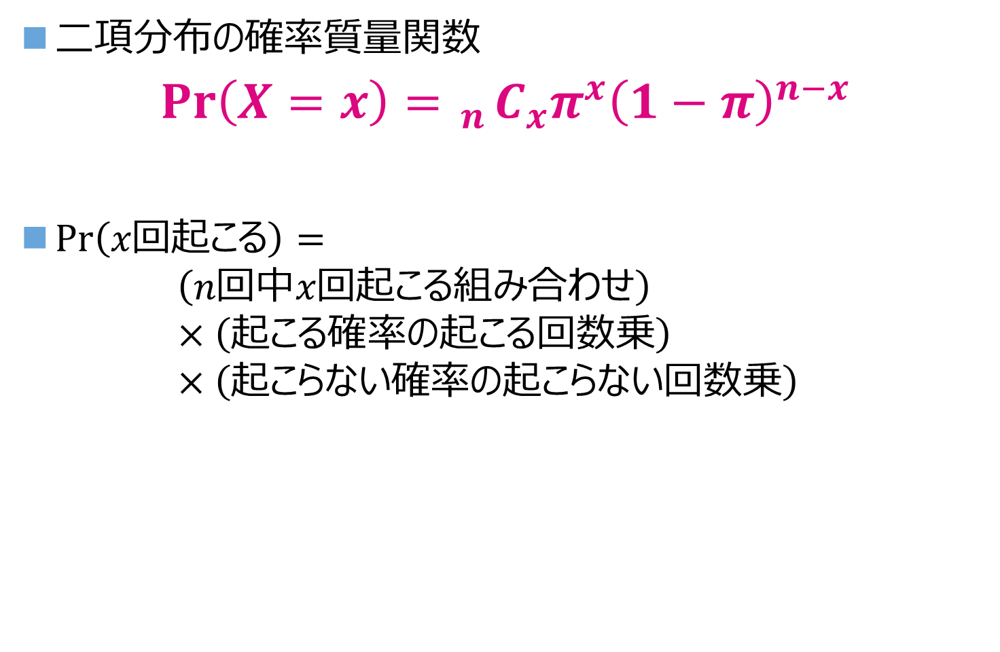 ■ 二項分布の確率質量関数
Pr(X = x) = ₙCₓπˣ(1 − π)ⁿ⁻ˣ
■ Pr(x回起こる) =
(n回中x回起こる組み合わせ)
× (起こる確率の起こる回数乗)
× (起こらない確率の起こらない回数乗)